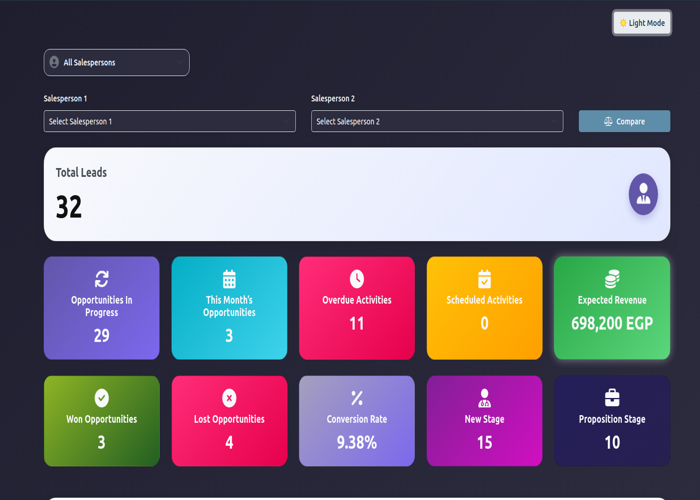 Light Mode
All Salespersons
Salesperson 1
Salesperson 2
Select Salesperson 1
Select Salesperson 2
Compare
Total Leads
32
Opportunities In
Progress
29
This Month's
Opportunities
3
Overdue Activities
11
Scheduled Activities
0
Expected Revenue
698,200 EGP
Won Opportunities
3
Lost Opportunities
4
Conversion Rate
9.38%
New Stage
15
Proposition Stage
10